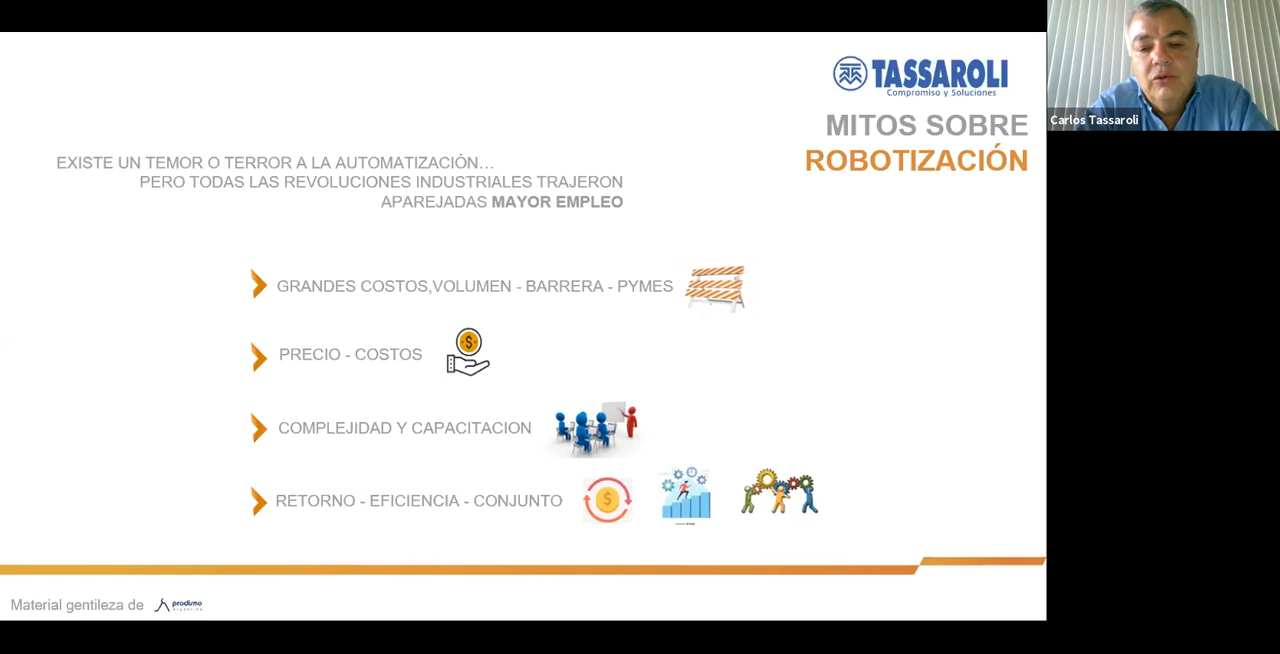 TASSAROLI
Compromiso y Soluciones
MITOS SOBRE
ROBOTIZACIÓN
Carlos Tassaroli
EXISTE UN TEMOR O TERROR A LA AUTOMATIZACIÓN...
PERO TODAS LAS REVOLUCIONES INDUSTRIALES TRAJERON
APAREJADAS MAYOR EMPLEO
GRANDES COSTOS,VOLUMEN - BARRERA - PYMES
PRECIO - COSTOS
COMPLEJIDAD Y CAPACITACION
RETORNO - EFICIENCIA - CONJUNTO
Material gentileza de
prodismo